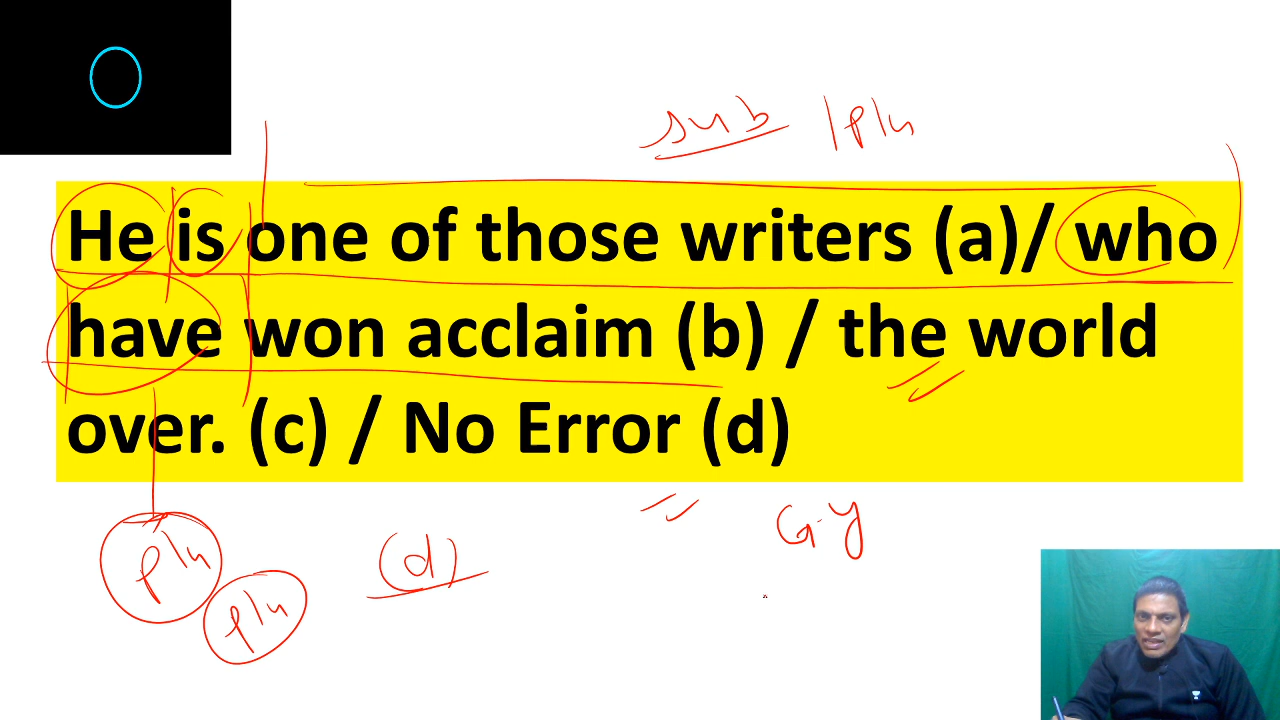 sub /plu
He is one of those writers (a)/ who
have won acclaim (b) / the world
over. (c) / No Error (d)
plu
plu
(d)
G.y